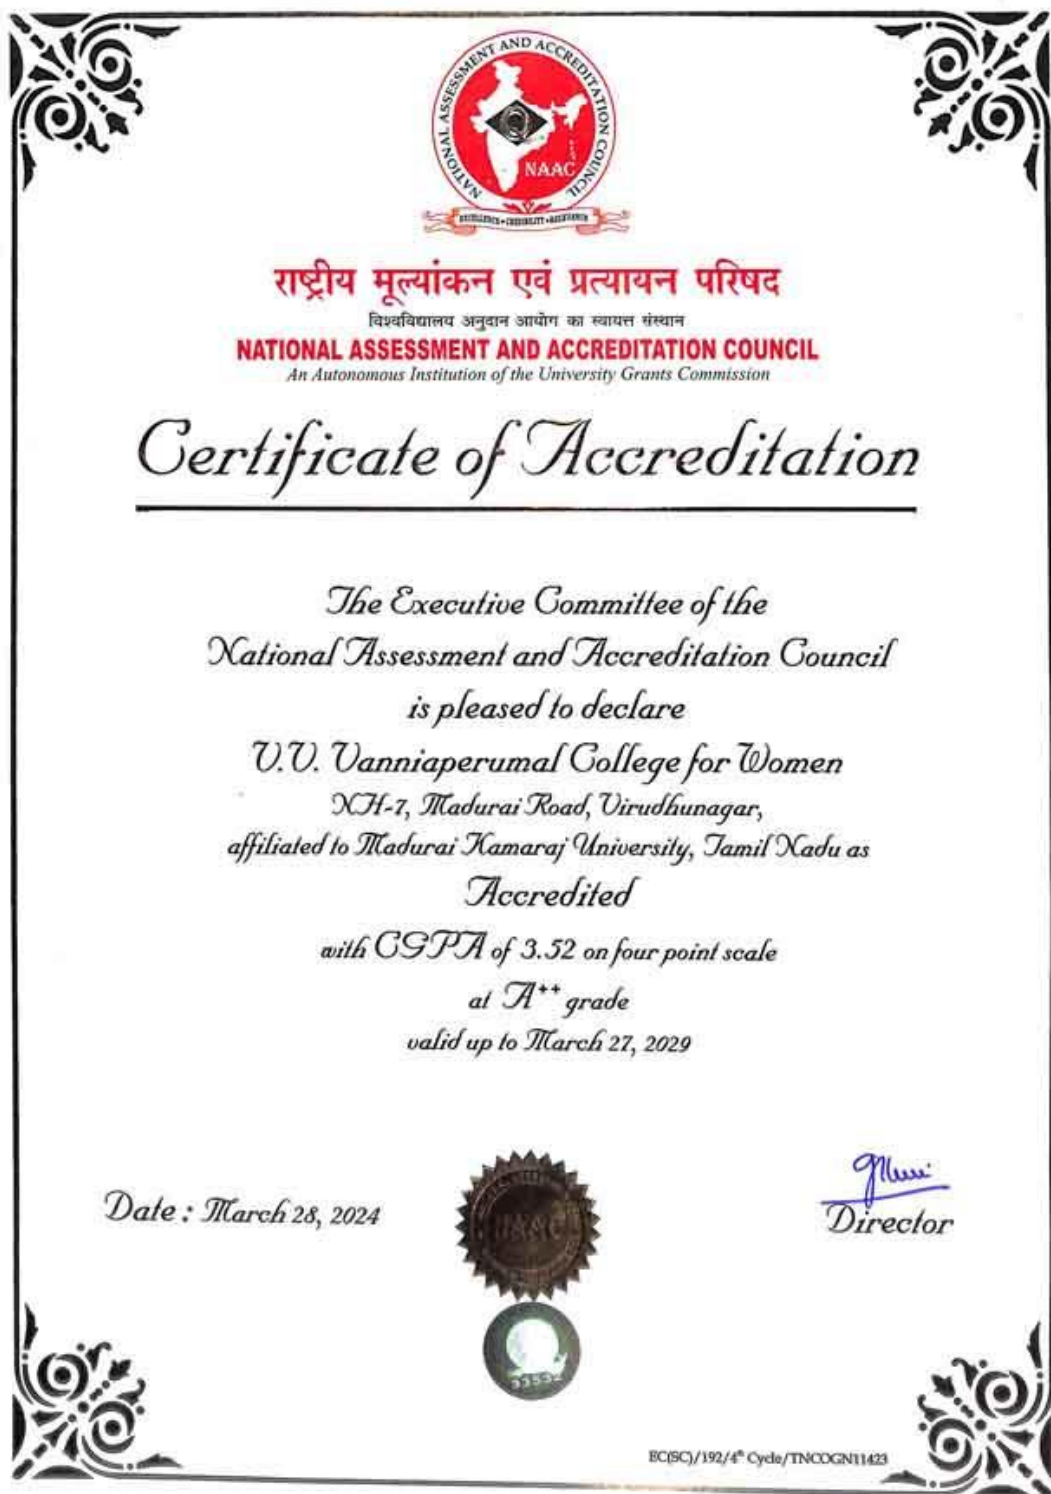 NATIONAL ASSESSMENT AND ACCREDITATION COUNCIL
NAAC
EXCELLENCE • CREDIBILITY • RELEVANCE
राष्ट्रीय मूल्यांकन एवं प्रत्यायन परिषद
विश्वविद्यालय अनुदान आयोग का स्वायत्त संस्थान
NATIONAL ASSESSMENT AND ACCREDITATION COUNCIL
An Autonomous Institution of the University Grants Commission
Certificate of Accreditation
The Executive Committee of the
National Assessment and Accreditation Council
is pleased to declare
V.V. Vanniaperumal College for Women
NH-7, Madurai Road, Virudhunagar,
affiliated to Madurai Kamaraj University, Tamil Nadu as
Accredited
with CGPA of 3.52 on four point scale
at A⁺⁺ grade
valid up to March 27, 2029
Date : March 28, 2024
NAAC
Director
EC(SC)/192/4ᵗʰ Cycle/TNCOGN11423